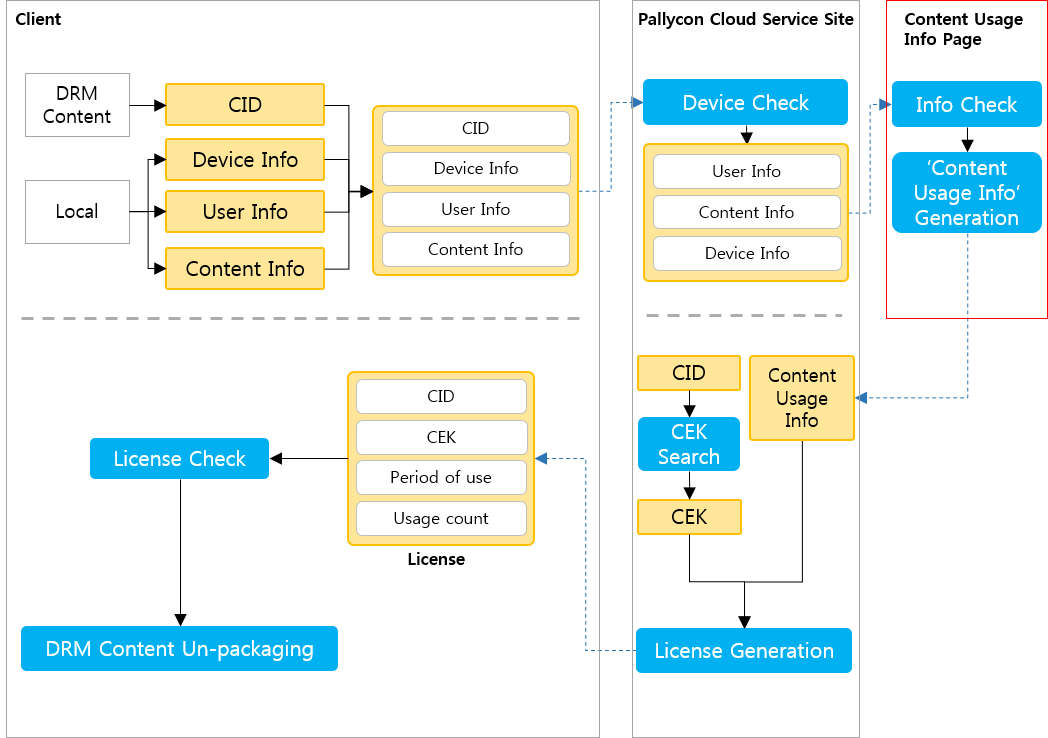 Client
DRM
Content
CID
Device Info
Local
User Info
Content Info
CID
Device Info
User Info
Content Info
Pallycon Cloud Service Site
Device Check
User Info
Content Info
Device Info
Content Usage
Info Page
Info Check
‘Content
Usage Info’
Generation
CID
CEK
Search
CEK
Content
Usage
Info
License Generation
CID
CEK
Period of use
Usage count
License
License Check
DRM Content Un-packaging